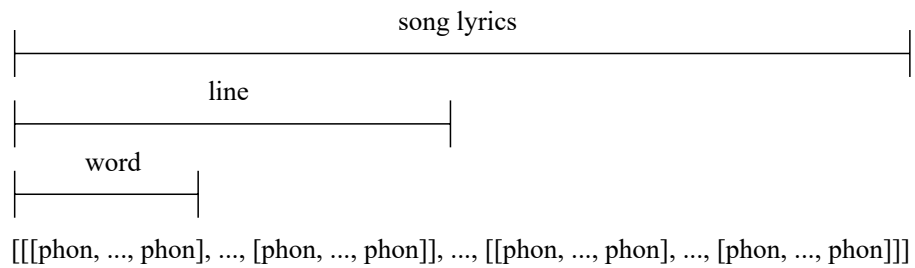 song lyrics
line
word
[[[phon, ..., phon], ..., [phon, ..., phon]], ..., [[phon, ..., phon], ..., [phon, ..., phon]]]